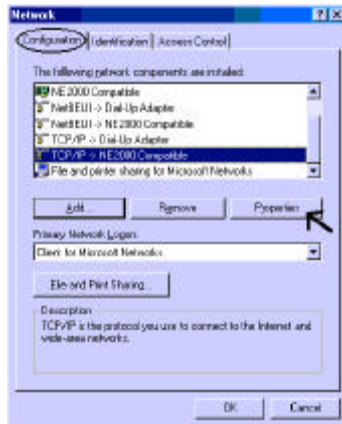 Network
Configuration Identification Access Control
The following network components are installed:
NE2000 Compatible
NetBEUI -> Dial-Up Adapter
NetBEUI -> NE2000 Compatible
TCP/IP -> Dial-Up Adapter
TCP/IP -> NE2000 Compatible
File and printer sharing for Microsoft Networks
Add... Remove Properties
Primary Network Logon:
Client for Microsoft Networks
File and Print Sharing...
Description
TCP/IP is the protocol you use to connect to the Internet and
wide-area networks.
OK Cancel